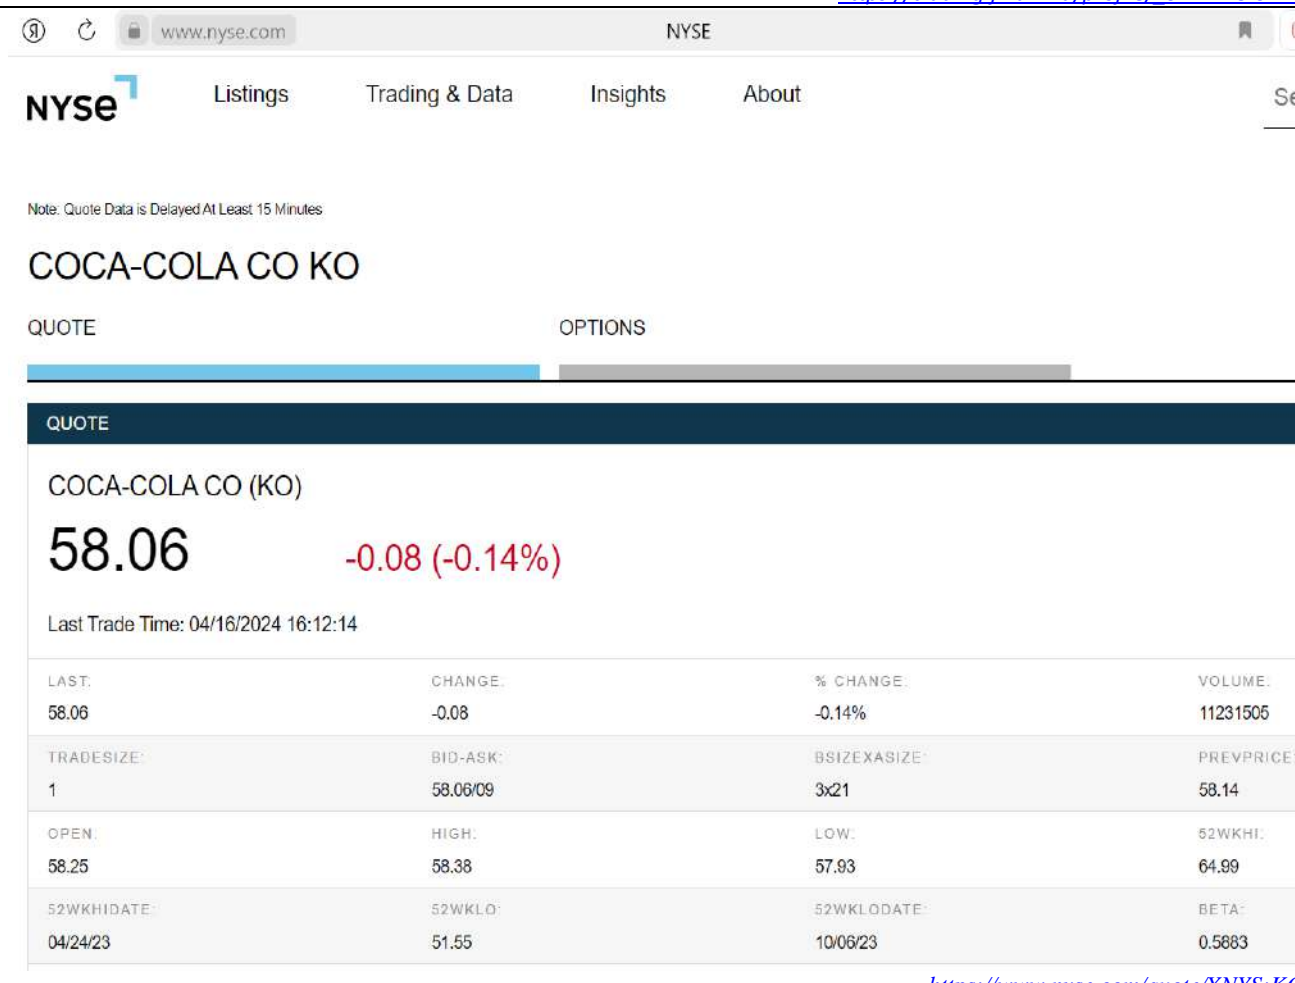 www.nyse.com NYSE
NYSE Listings Trading & Data Insights About
Note: Quote Data is Delayed At Least 15 Minutes
COCA-COLA CO KO
QUOTE OPTIONS
QUOTE
COCA-COLA CO (KO)
58.06 -0.08 (-0.14%)
Last Trade Time: 04/16/2024 16:12:14
LAST: CHANGE: % CHANGE: VOLUME:
58.06 -0.08 -0.14% 11231505
TRADESIZE: BID-ASK: BSIZEXASIZE: PREVPRICE:
1 58.06/09 3x21 58.14
OPEN: HIGH: LOW: 52WKHI:
58.25 58.38 57.93 64.99
52WKHIDATE: 52WKLO: 52WKLODATE: BETA:
04/24/23 51.55 10/06/23 0.5883